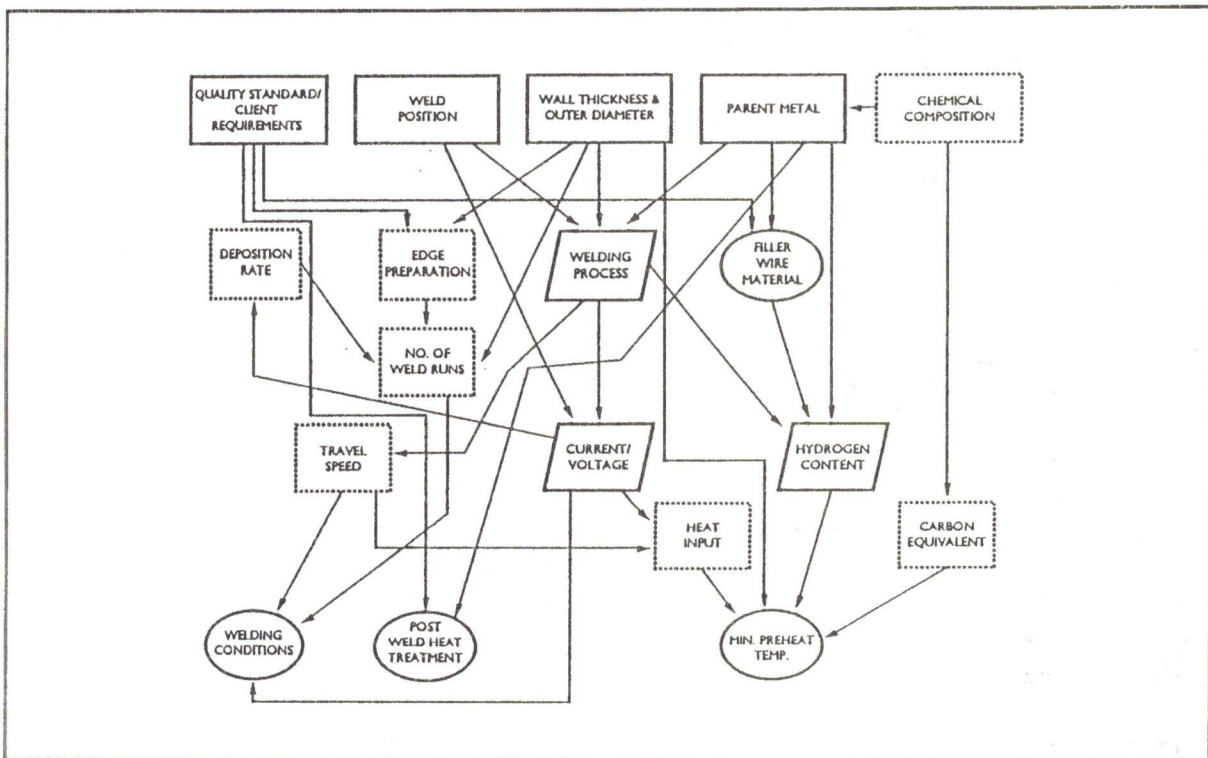 QUALITY STANDARD/
CLIENT
REQUIREMENTS
WELD
POSITION
WALL THICKNESS &
OUTER DIAMETER
PARENT METAL
CHEMICAL
COMPOSITION
DEPOSITION
RATE
EDGE
PREPARATION
WELDING
PROCESS
FILLER
WIRE
MATERIAL
NO. OF
WELD RUNS
TRAVEL
SPEED
CURRENT/
VOLTAGE
HYDROGEN
CONTENT
HEAT
INPUT
CARBON
EQUIVALENT
WELDING
CONDITIONS
POST
WELD HEAT
TREATMENT
MIN. PREHEAT
TEMP.